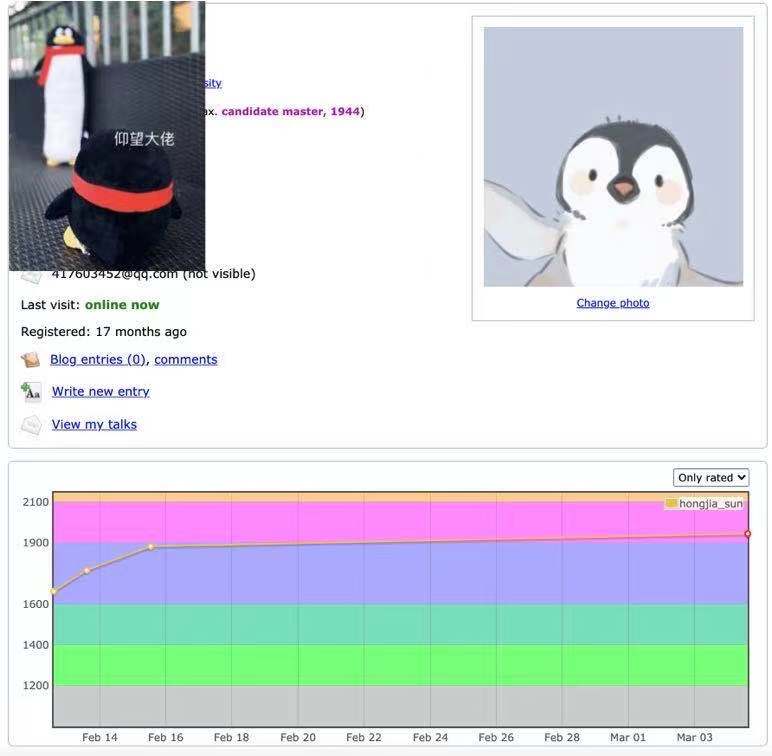 sity
ax. candidate master, 1944)
仰望大佬
417603452@qq.com (not visible)
Last visit: online now
Registered: 17 months ago
Blog entries (0), comments
Aa
Write new entry
View my talks
Change photo
Only rated
hongjia_sun
2100
1900
1600
1400
1200
Feb 14 Feb 16 Feb 18 Feb 20 Feb 22 Feb 24 Feb 26 Feb 28 Mar 01 Mar 03